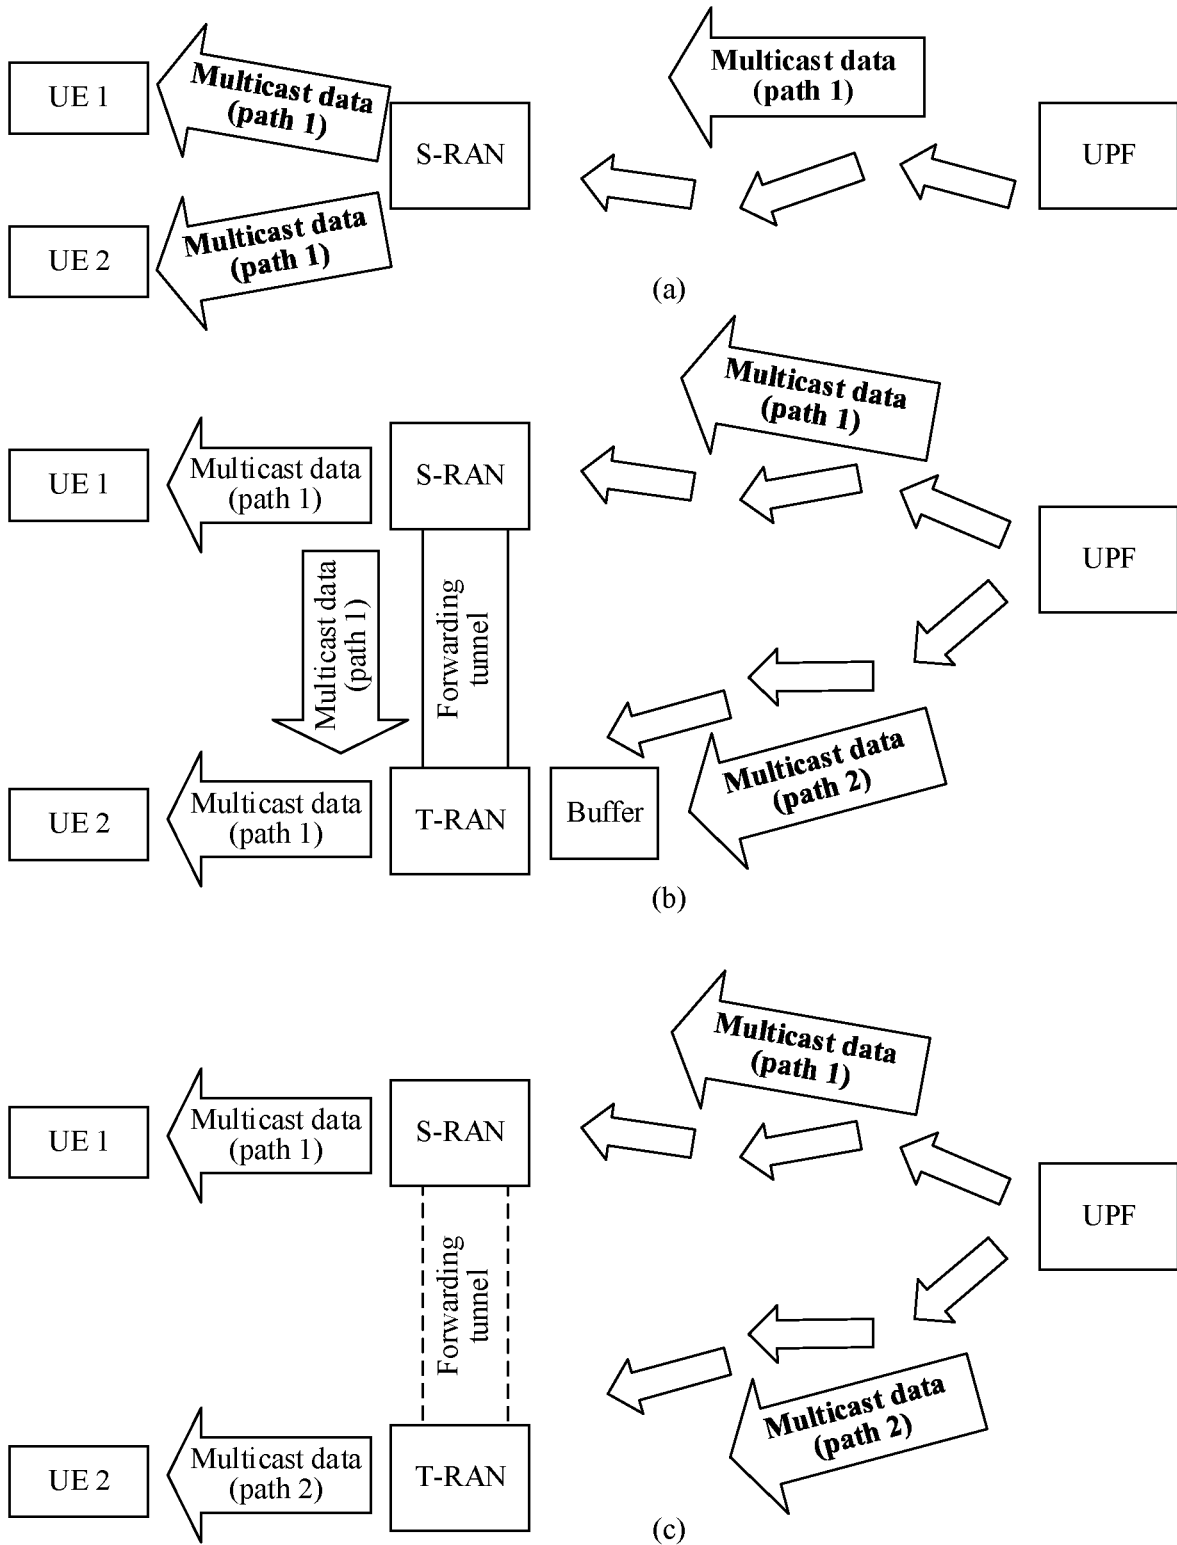 UE 1
Multicast data
(path 1)
S-RAN
Multicast data
(path 1)
UPF
UE 2
Multicast data
(path 1)
(a)
Multicast data
(path 1)
UE 1
Multicast data
(path 1)
S-RAN
UPF
Multicast data
(path 1)
Forwarding
tunnel
Multicast data
(path 2)
UE 2
Multicast data
(path 1)
T-RAN
Buffer
(b)
Multicast data
(path 1)
UE 1
Multicast data
(path 1)
S-RAN
UPF
Forwarding
tunnel
Multicast data
(path 2)
UE 2
Multicast data
(path 2)
T-RAN
(c)